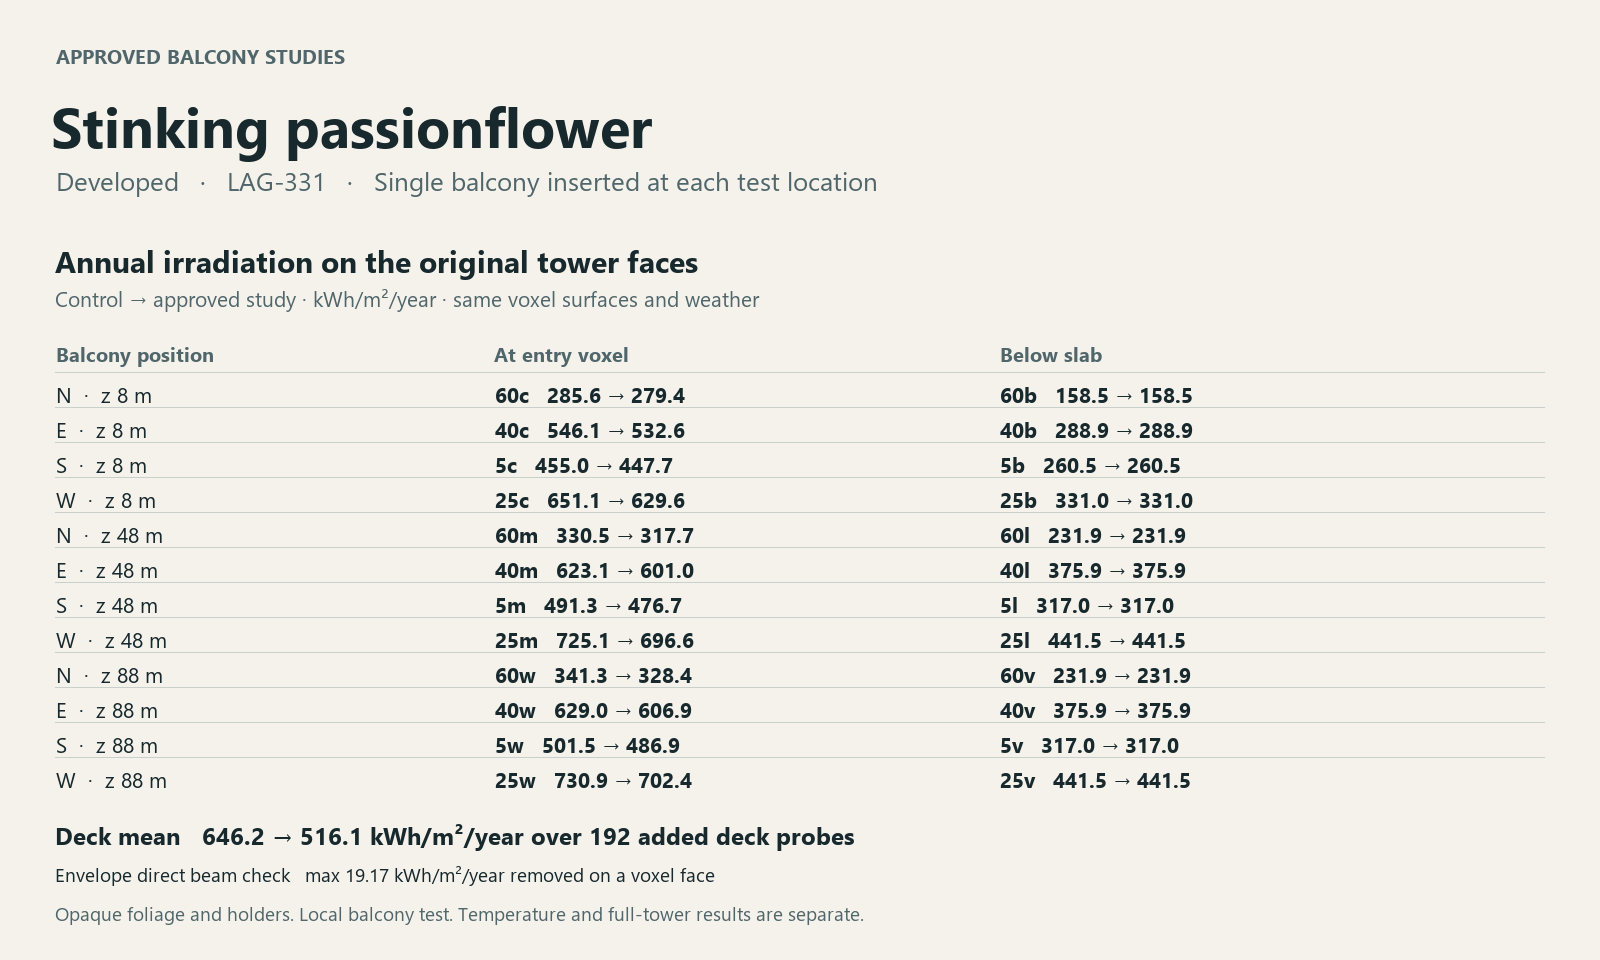 APPROVED BALCONY STUDIES
Stinking passionflower
Developed · LAG-331 · Single balcony inserted at each test location
Annual irradiation on the original tower faces
Control → approved study · kWh/m²/year · same voxel surfaces and weather
Balcony position At entry voxel Below slab
N · z 8 m 60c 285.6 → 279.4 60b 158.5 → 158.5
E · z 8 m 40c 546.1 → 532.6 40b 288.9 → 288.9
S · z 8 m 5c 455.0 → 447.7 5b 260.5 → 260.5
W · z 8 m 25c 651.1 → 629.6 25b 331.0 → 331.0
N · z 48 m 60m 330.5 → 317.7 60l 231.9 → 231.9
E · z 48 m 40m 623.1 → 601.0 40l 375.9 → 375.9
S · z 48 m 5m 491.3 → 476.7 5l 317.0 → 317.0
W · z 48 m 25m 725.1 → 696.6 25l 441.5 → 441.5
N · z 88 m 60w 341.3 → 328.4 60v 231.9 → 231.9
E · z 88 m 40w 629.0 → 606.9 40v 375.9 → 375.9
S · z 88 m 5w 501.5 → 486.9 5v 317.0 → 317.0
W · z 88 m 25w 730.9 → 702.4 25v 441.5 → 441.5
Deck mean 646.2 → 516.1 kWh/m²/year over 192 added deck probes
Envelope direct beam check max 19.17 kWh/m²/year removed on a voxel face
Opaque foliage and holders. Local balcony test. Temperature and full-tower results are separate.